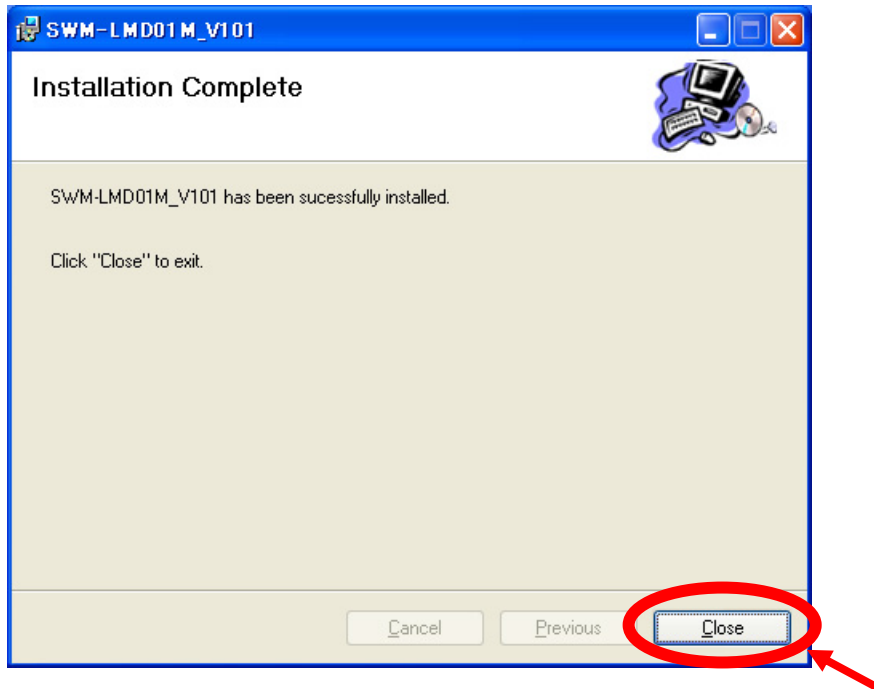 SWM-LMD01M_V101
Installation Complete
SWM-LMD01M_V101 has been sucessfully installed.
Click "Close" to exit.
Cancel Previous Close